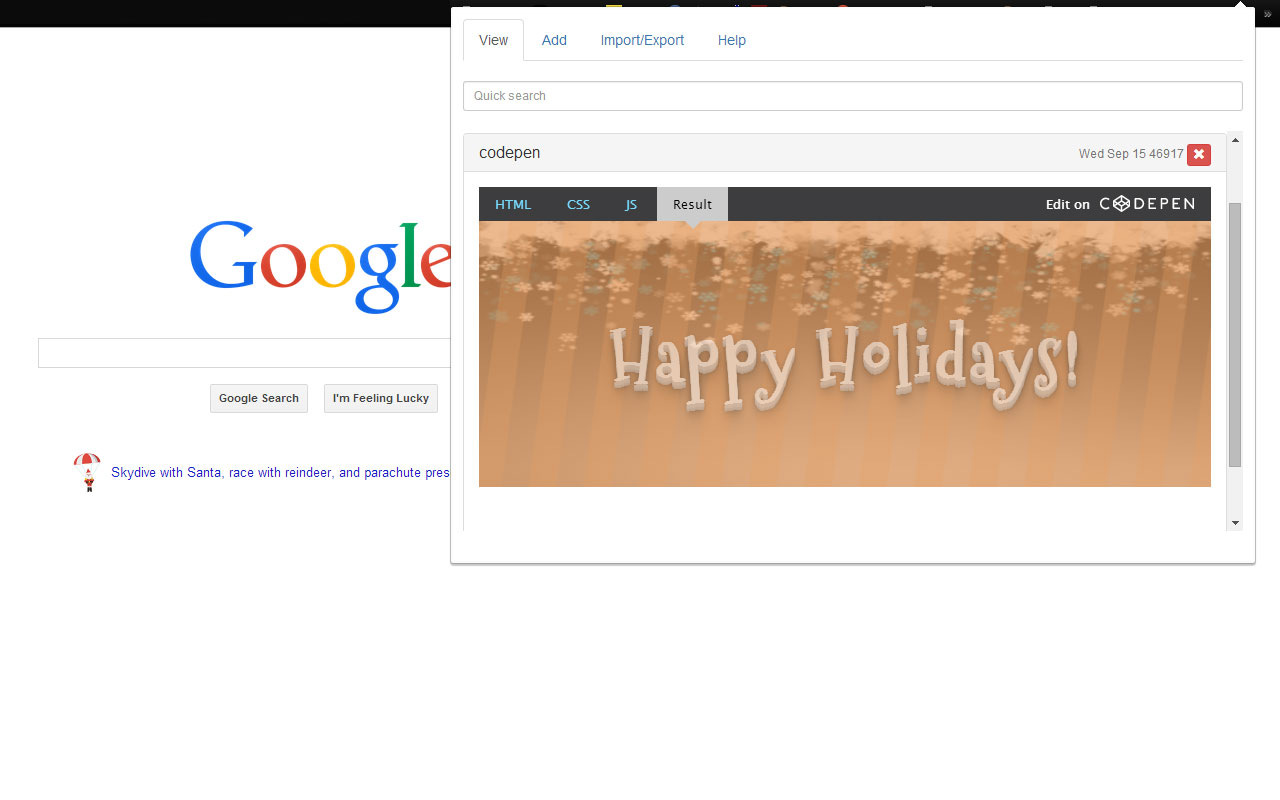 »
View Add Import/Export Help
Quick search
codepen Wed Sep 15 46917
HTML CSS JS Result Edit on CODEPEN
Happy Holidays!
Google
Google Search I'm Feeling Lucky
Skydive with Santa, race with reindeer, and parachute pres